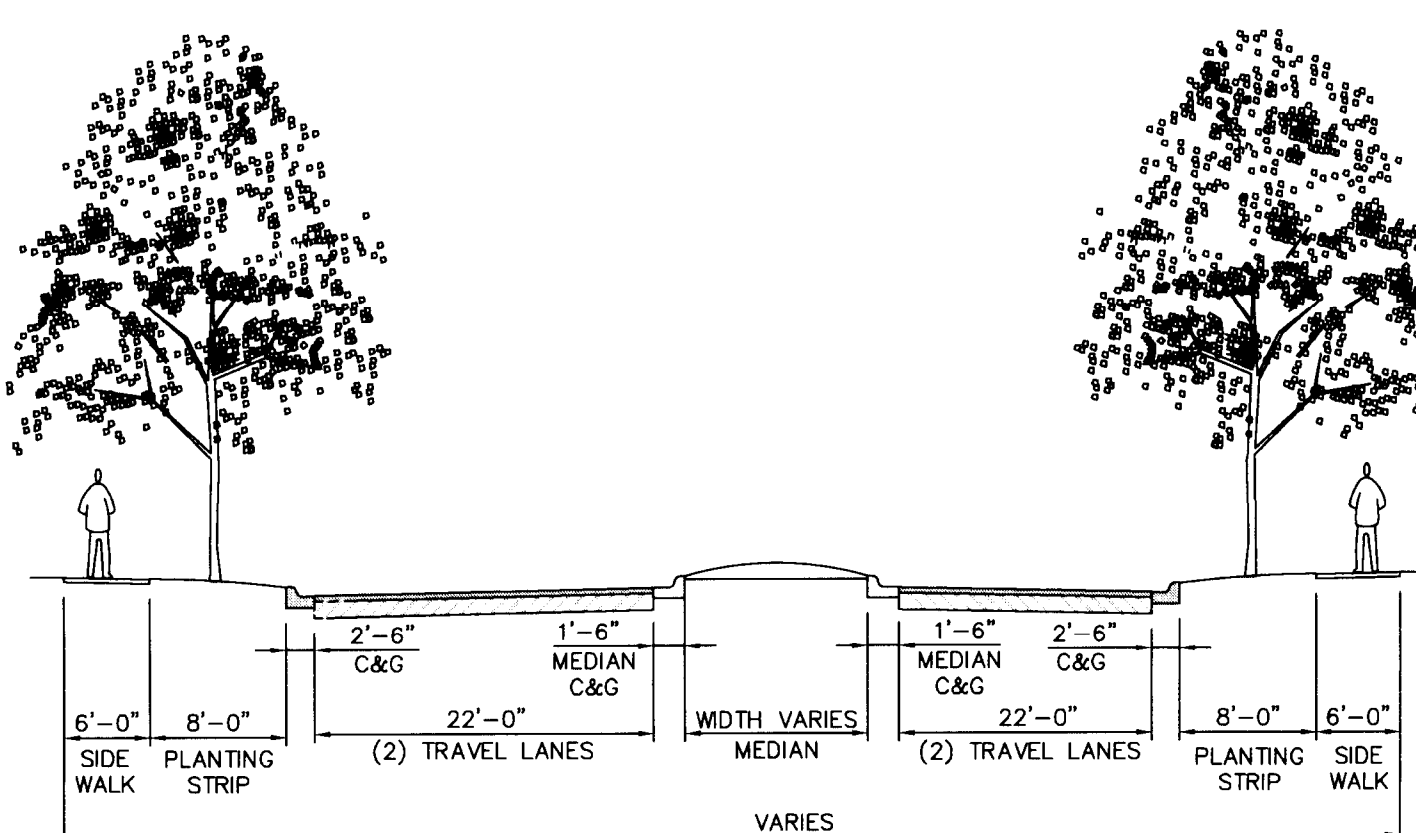 2'-6"
C&G
1'-6"
MEDIAN
C&G
1'-6"
MEDIAN
C&G
2'-6"
C&G
6'-0"
SIDE
WALK
8'-0"
PLANTING
STRIP
22'-0"
(2) TRAVEL LANES
WIDTH VARIES
MEDIAN
22'-0"
(2) TRAVEL LANES
8'-0"
PLANTING
STRIP
6'-0"
SIDE
WALK
VARIES